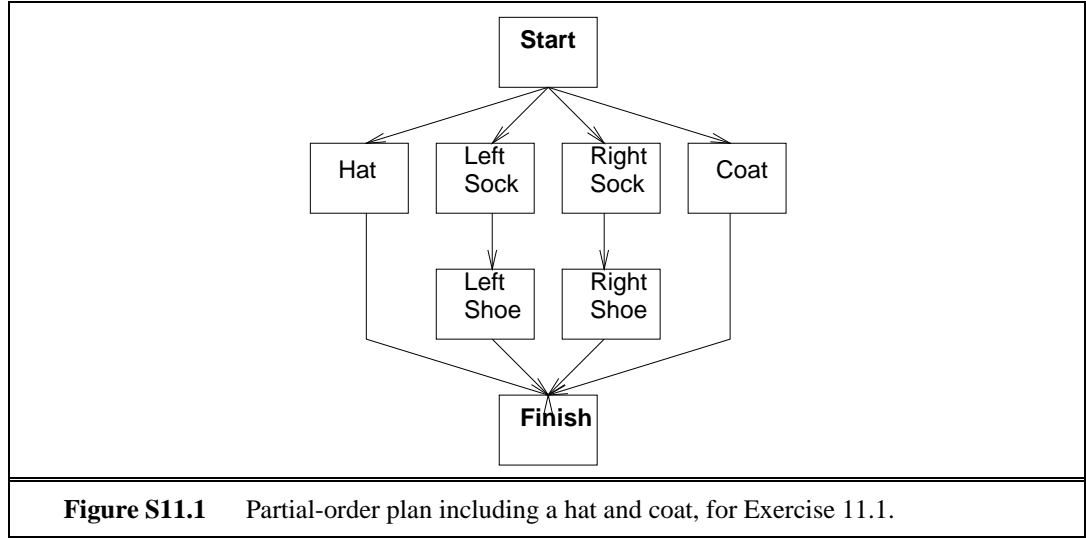 Start
Hat
Left
Sock
Right
Sock
Coat
Left
Shoe
Right
Shoe
Finish
Figure S11.1 Partial-order plan including a hat and coat, for Exercise 11.1.